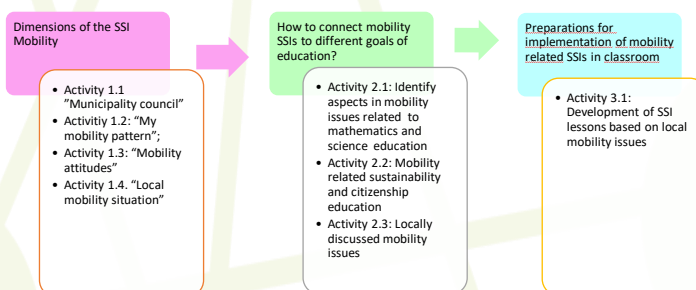 Dimensions of the SSI
Mobility
• Activity 1.1
”Municipality council”
• Activitiy 1.2: “My
mobility pattern”;
• Activity 1.3: “Mobility
attitudes”
• Activity 1.4. “Local
mobility situation”
How to connect mobility
SSIs to different goals of
education?
• Activity 2.1: Identify
aspects in mobility
issues related to
mathematics and
science education
• Activity 2.2: Mobility
related sustainability
and citizenship
education
• Activity 2.3: Locally
discussed mobility
issues
Preparations for
implementation of mobility
related SSIs in classroom
• Activity 3.1:
Development of SSI
lessons based on local
mobility issues